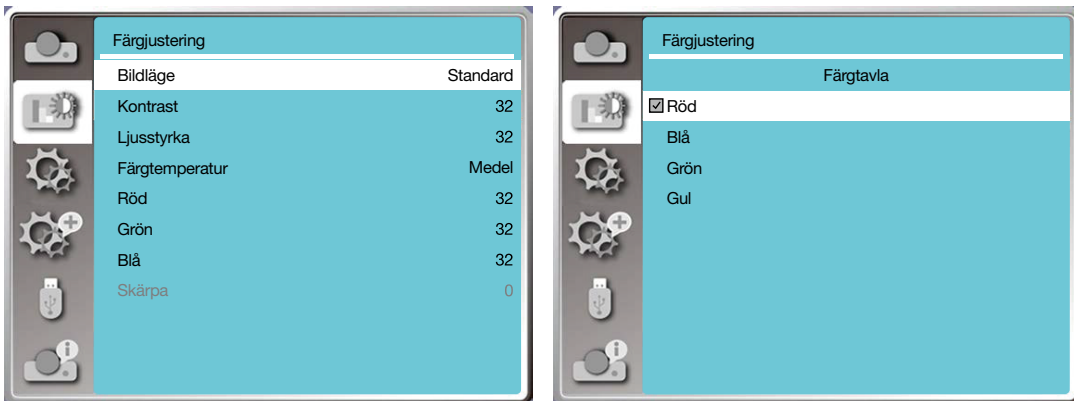 Färgjustering
Bildläge Standard
Kontrast 32
Ljusstyrka 32
Färgtemperatur Medel
Röd 32
Grön 32
Blå 32
Skärpa 0
Färgjustering
Färgtavla
Röd
Blå
Grön
Gul